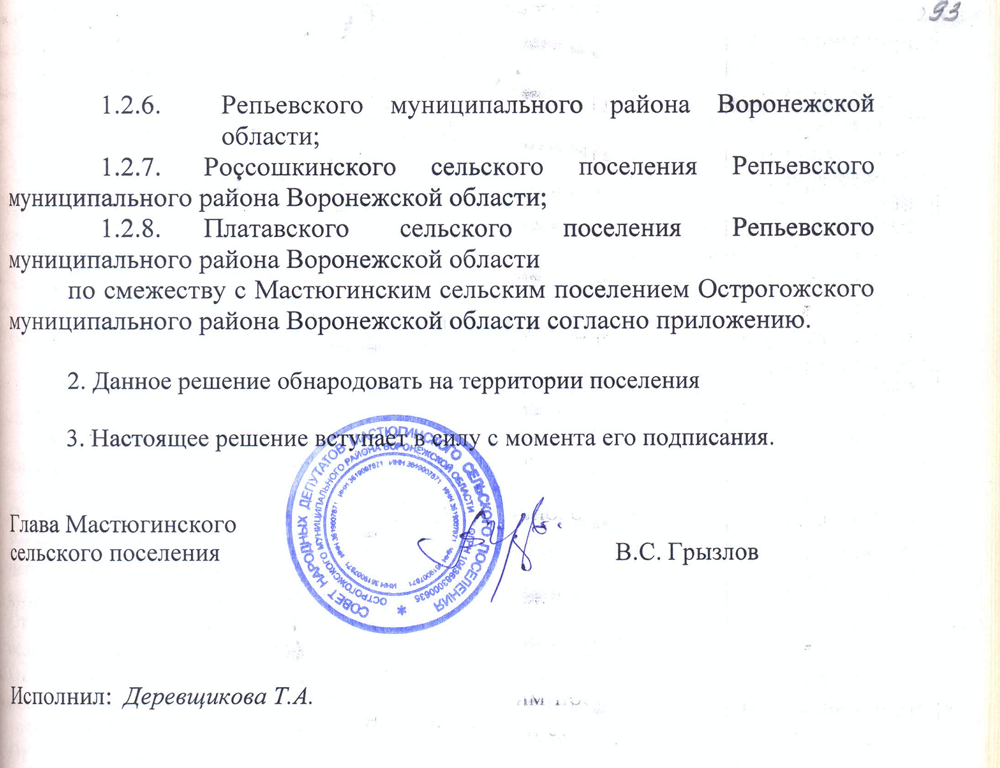 93
1.2.6. Репьевского муниципального района Воронежской
области;
1.2.7. Россошкинского сельского поселения Репьевского
муниципального района Воронежской области;
1.2.8. Платавского сельского поселения Репьевского
муниципального района Воронежской области
по смежеству с Мастюгинским сельским поселением Острогожского
муниципального района Воронежской области согласно приложению.
2. Данное решение обнародовать на территории поселения
3. Настоящее решение вступает в силу с момента его подписания.
СОВЕТ НАРОДНЫХ ДЕПУТАТОВ МАСТЮГИНСКОГО СЕЛЬСКОГО ПОСЕЛЕНИЯ
ОСТРОГОЖСКОГО МУНИЦИПАЛЬНОГО РАЙОНА ВОРОНЕЖСКОЙ ОБЛАСТИ ОГРН 1043683000635
ИНН 3619007871 ИНН 3619007871 ИНН 3619007871 ИНН 3619007871 ИНН 3619007871 ИНН 3619007871
Глава Мастюгинского
сельского поселения В.С. Грызлов
Исполнил: Деревщикова Т.А.